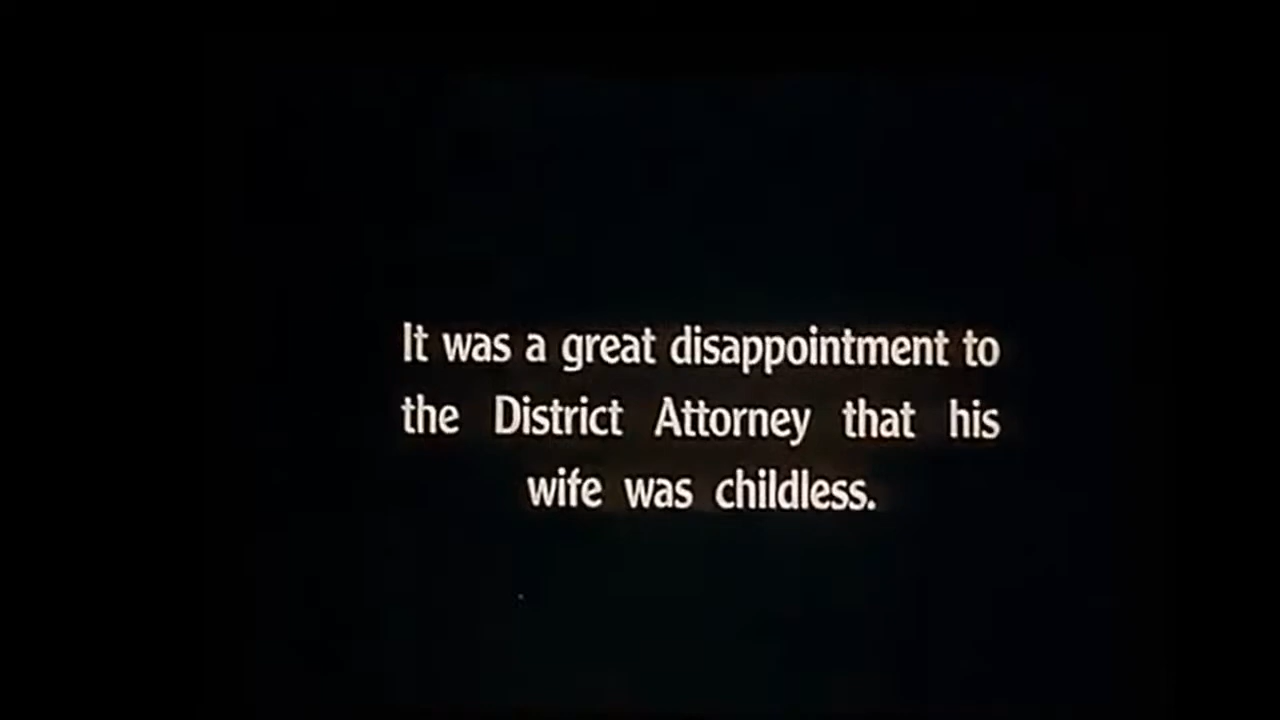 It was a great disappointment to
the District Attorney that his
wife was childless.